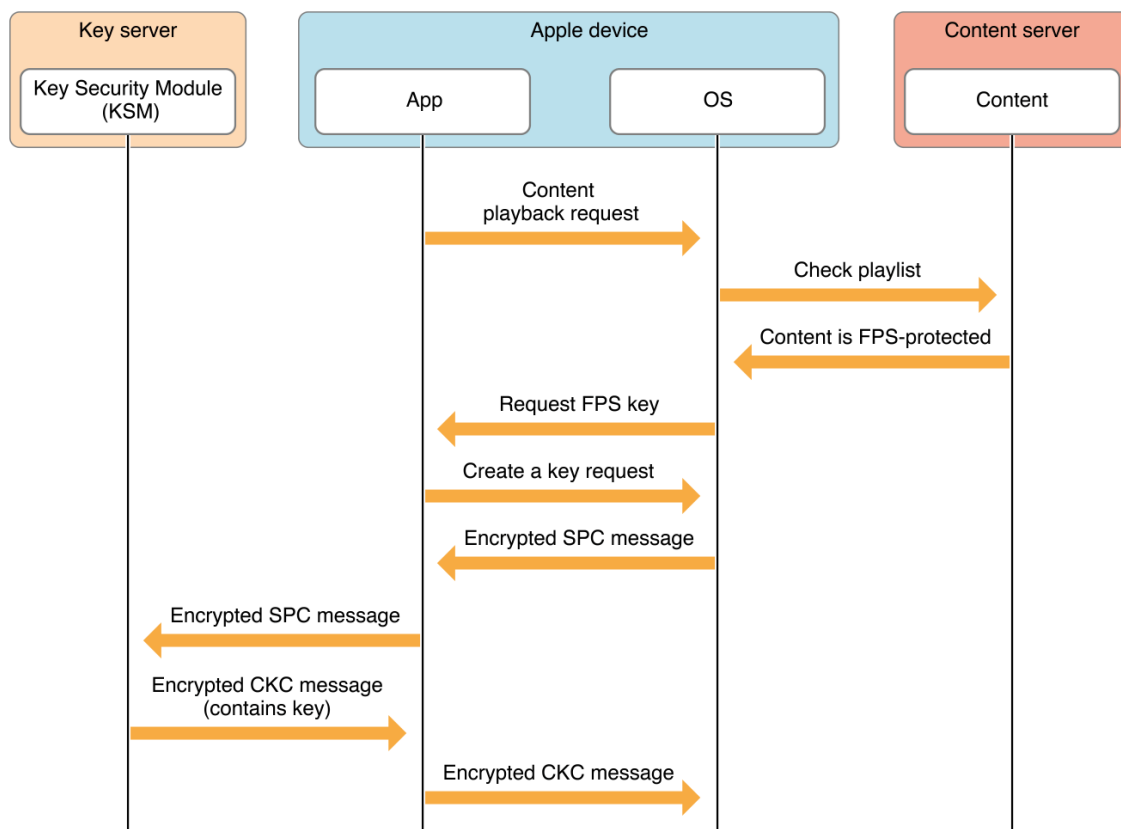 Key server
Apple device
Content server
Key Security Module
(KSM)
App
OS
Content
Content
playback request
Check playlist
Content is FPS-protected
Request FPS key
Create a key request
Encrypted SPC message
Encrypted SPC message
Encrypted CKC message
(contains key)
Encrypted CKC message